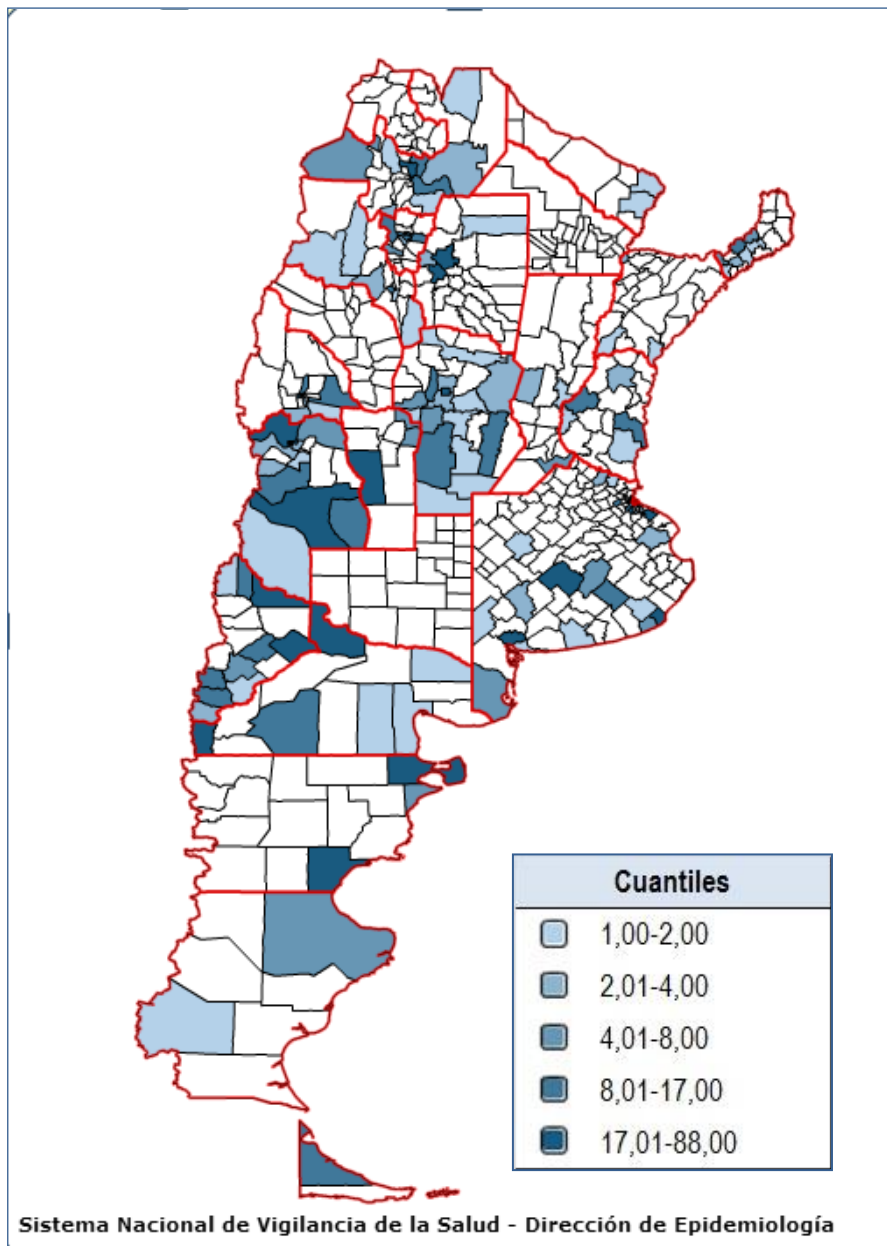 Cuantiles
1,00-2,00
2,01-4,00
4,01-8,00
8,01-17,00
17,01-88,00
Sistema Nacional de Vigilancia de la Salud - Dirección de Epidemiología